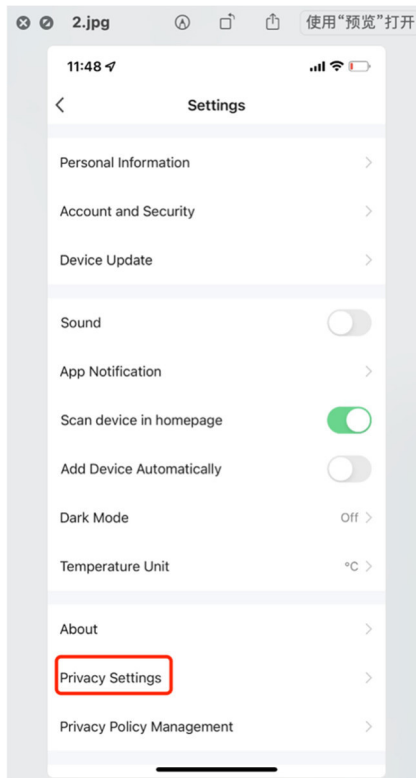 2.jpg
使用“预览”打开
11:48
Settings
Personal Information
Account and Security
Device Update
Sound
App Notification
Scan device in homepage
Add Device Automatically
Dark Mode
Off
Temperature Unit
°C
About
Privacy Settings
Privacy Policy Management